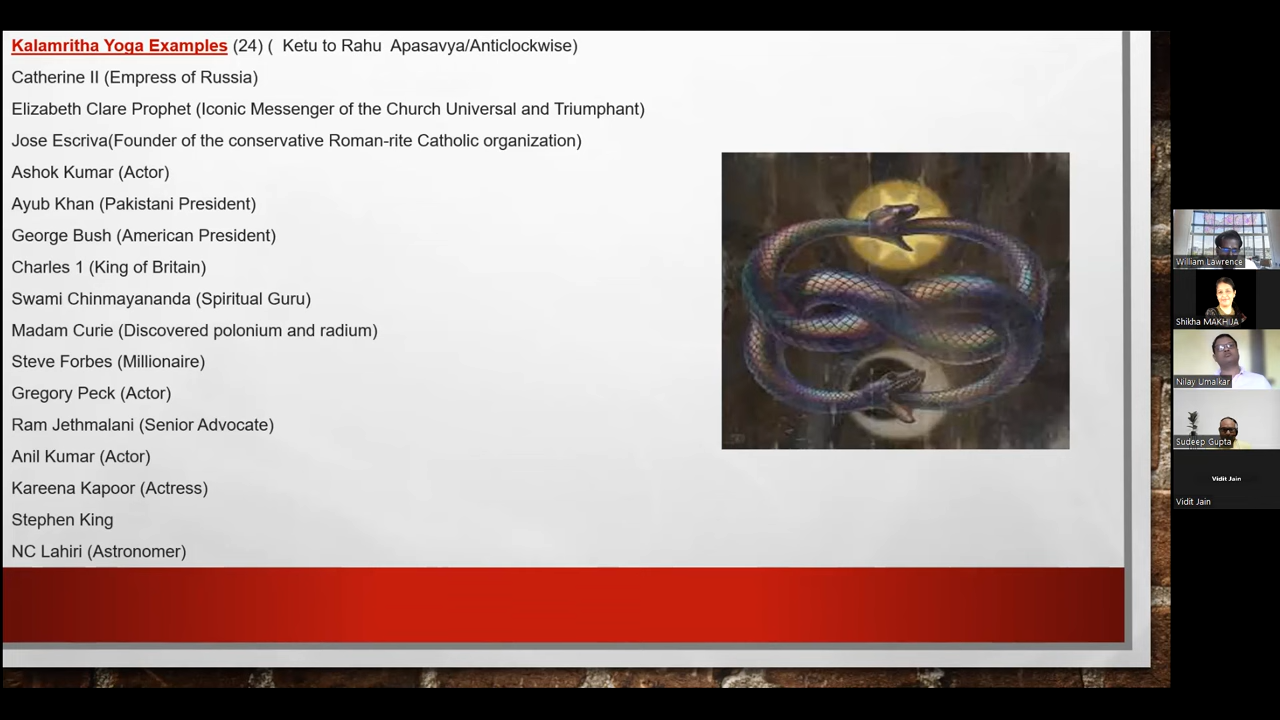 Kalamritha Yoga Examples (24) ( Ketu to Rahu Apasavya/Anticlockwise)
Catherine II (Empress of Russia)
Elizabeth Clare Prophet (Iconic Messenger of the Church Universal and Triumphant)
Jose Escriva(Founder of the conservative Roman-rite Catholic organization)
Ashok Kumar (Actor)
Ayub Khan (Pakistani President)
George Bush (American President)
Charles 1 (King of Britain)
Swami Chinmayananda (Spiritual Guru)
Madam Curie (Discovered polonium and radium)
Steve Forbes (Millionaire)
Gregory Peck (Actor)
Ram Jethmalani (Senior Advocate)
Anil Kumar (Actor)
Kareena Kapoor (Actress)
Stephen King
NC Lahiri (Astronomer)
William Lawrence
Shikha MAKHIJA
Nilay Umalkar
Sudeep Gupta
Vidit Jain
Vidit Jain